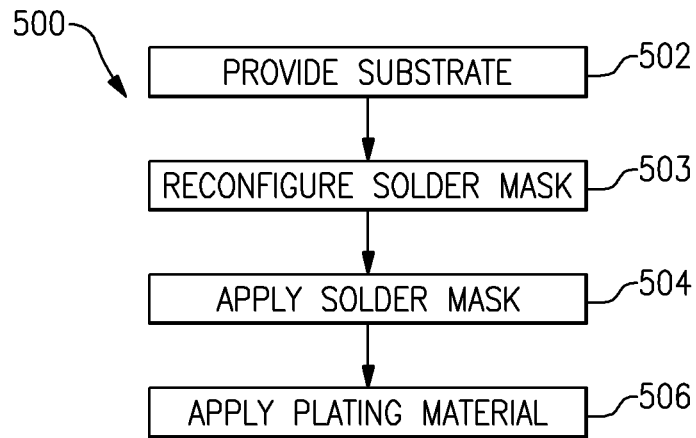 500
PROVIDE SUBSTRATE 502
RECONFIGURE SOLDER MASK 503
APPLY SOLDER MASK 504
APPLY PLATING MATERIAL 506